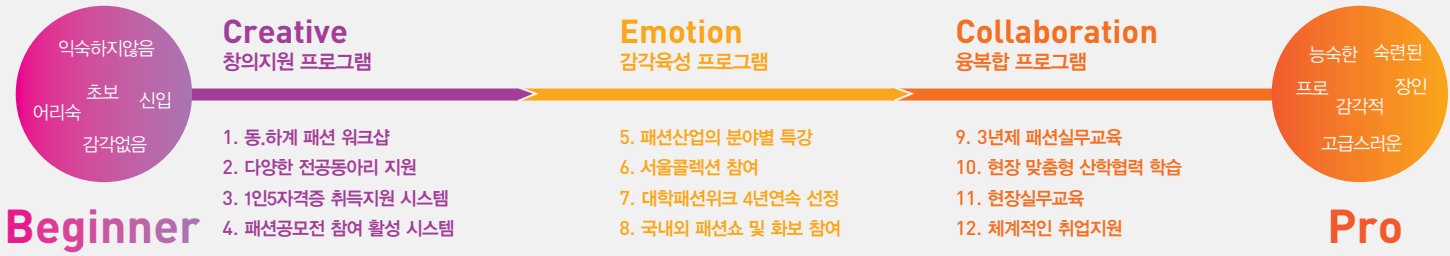 익숙하지않음
초보
신입
어리숙
감각없음
Beginner
Creative
창의지원 프로그램
1. 동.하계 패션 워크샵
2. 다양한 전공동아리 지원
3. 1인5자격증 취득지원 시스템
4. 패션공모전 참여 활성 시스템
Emotion
감각육성 프로그램
5. 패션산업의 분야별 특강
6. 서울콜렉션 참여
7. 대학패션위크 4년연속 선정
8. 국내외 패션쇼 및 화보 참여
Collaboration
융복합 프로그램
9. 3년제 패션실무교육
10. 현장 맞춤형 산학협력 학습
11. 현장실무교육
12. 체계적인 취업지원
능숙한 숙련된
프로 장인
감각적
고급스러운
Pro